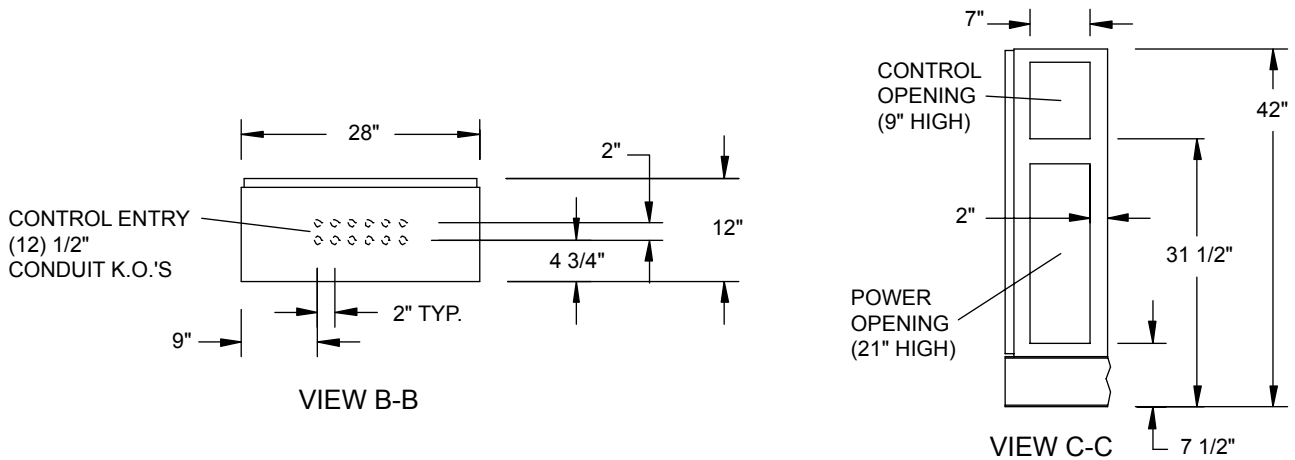 28"
2"
12"
CONTROL ENTRY
(12) 1/2"
CONDUIT K.O.'S
4 3/4"
2" TYP.
9"
VIEW B-B
7"
CONTROL
OPENING
(9" HIGH)
42"
2"
31 1/2"
POWER
OPENING
(21" HIGH)
7 1/2"
VIEW C-C